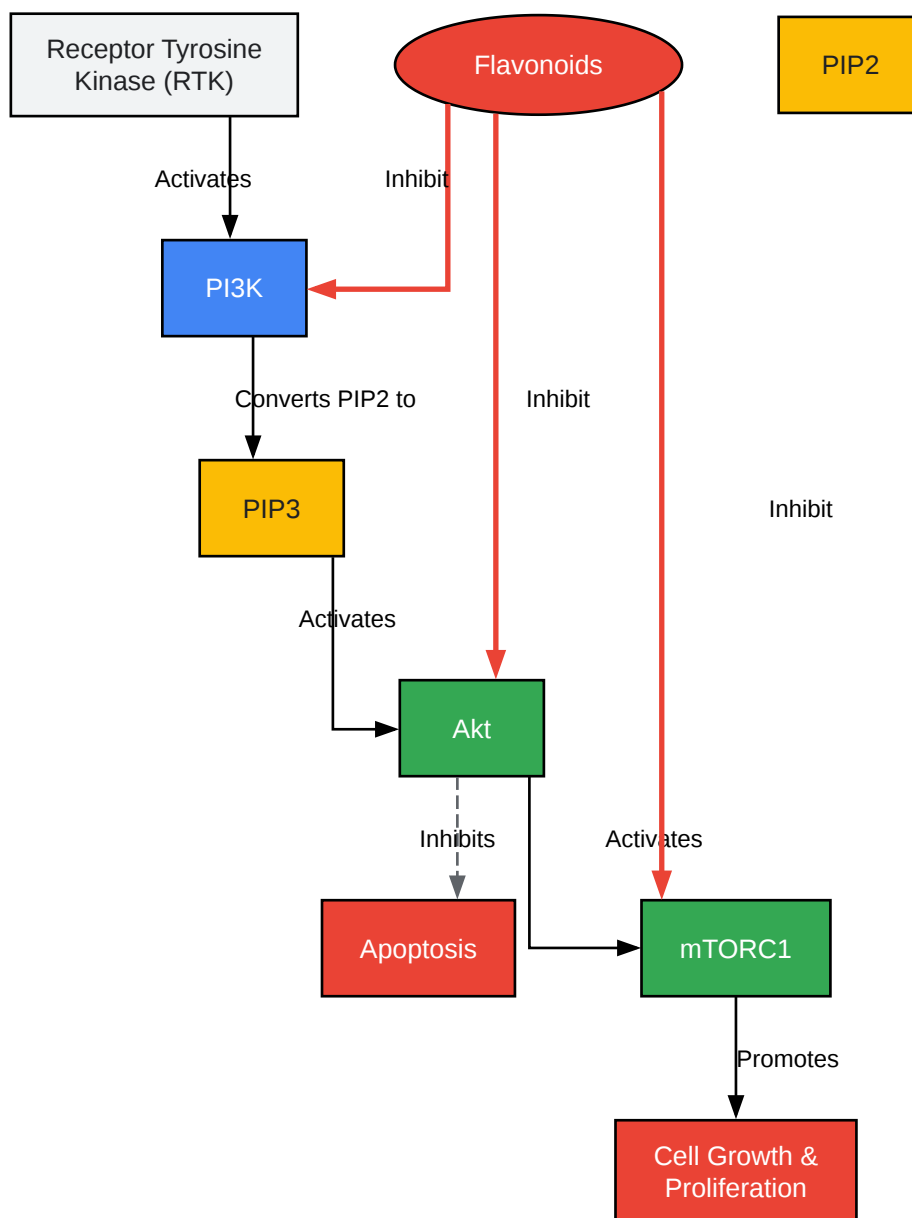 Receptor Tyrosine
Kinase (RTK)
Flavonoids
PIP2
Activates
Inhibit
PI3K
Converts PIP2 to
Inhibit
PIP3
Inhibit
Activates
Akt
Inhibits
Activates
Apoptosis
mTORC1
Promotes
Cell Growth &
Proliferation